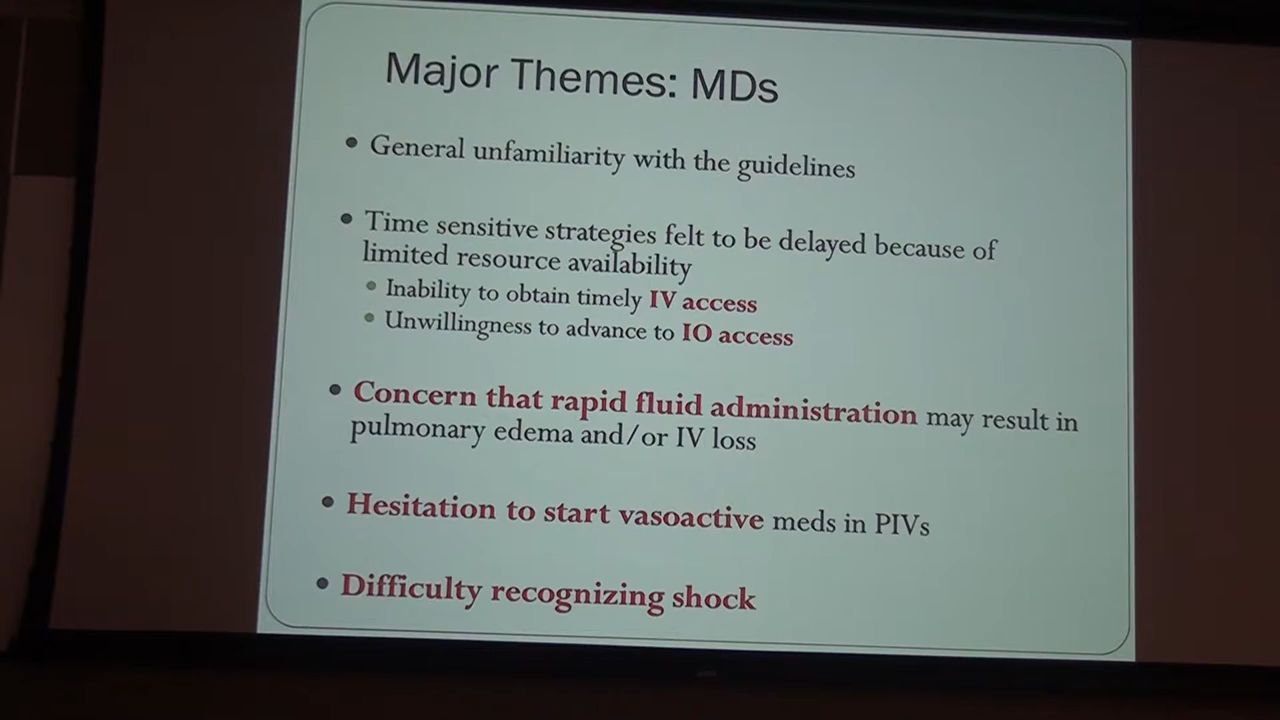 Major Themes: MDs
• General unfamiliarity with the guidelines
• Time sensitive strategies felt to be delayed because of
limited resource availability
• Inability to obtain timely IV access
• Unwillingness to advance to IO access
• Concern that rapid fluid administration may result in
pulmonary edema and/or IV loss
• Hesitation to start vasoactive meds in PIVs
• Difficulty recognizing shock